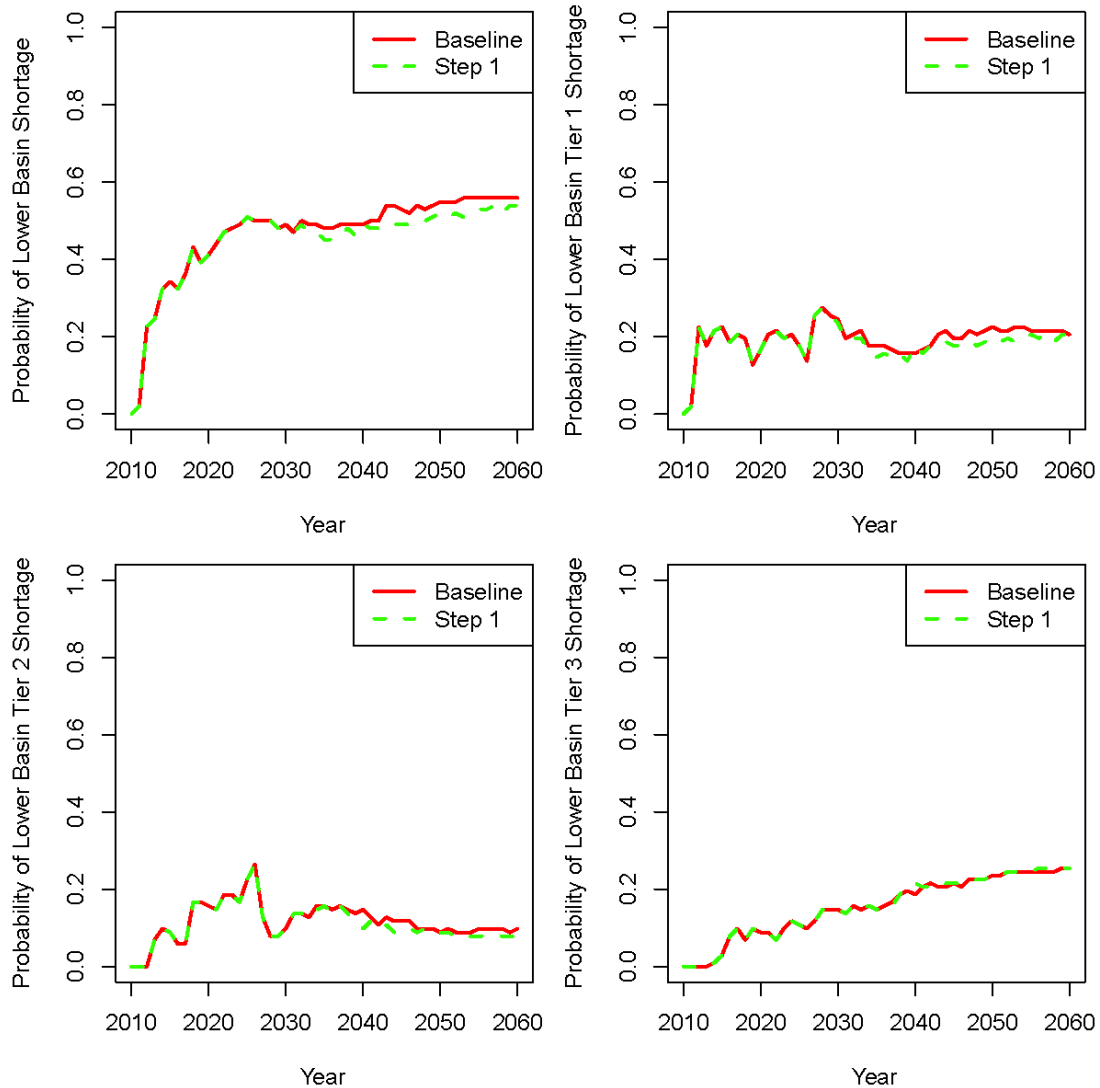 Probability of Lower Basin Shortage
1.0
0.8
0.6
0.4
0.2
0.0
Baseline
Step 1
2010 2020 2030 2040 2050 2060
Year
Probability of Lower Basin Tier 1 Shortage
1.0
0.8
0.6
0.4
0.2
0.0
Baseline
Step 1
2010 2020 2030 2040 2050 2060
Year
Probability of Lower Basin Tier 2 Shortage
1.0
0.8
0.6
0.4
0.2
0.0
Baseline
Step 1
2010 2020 2030 2040 2050 2060
Year
Probability of Lower Basin Tier 3 Shortage
1.0
0.8
0.6
0.4
0.2
0.0
Baseline
Step 1
2010 2020 2030 2040 2050 2060
Year